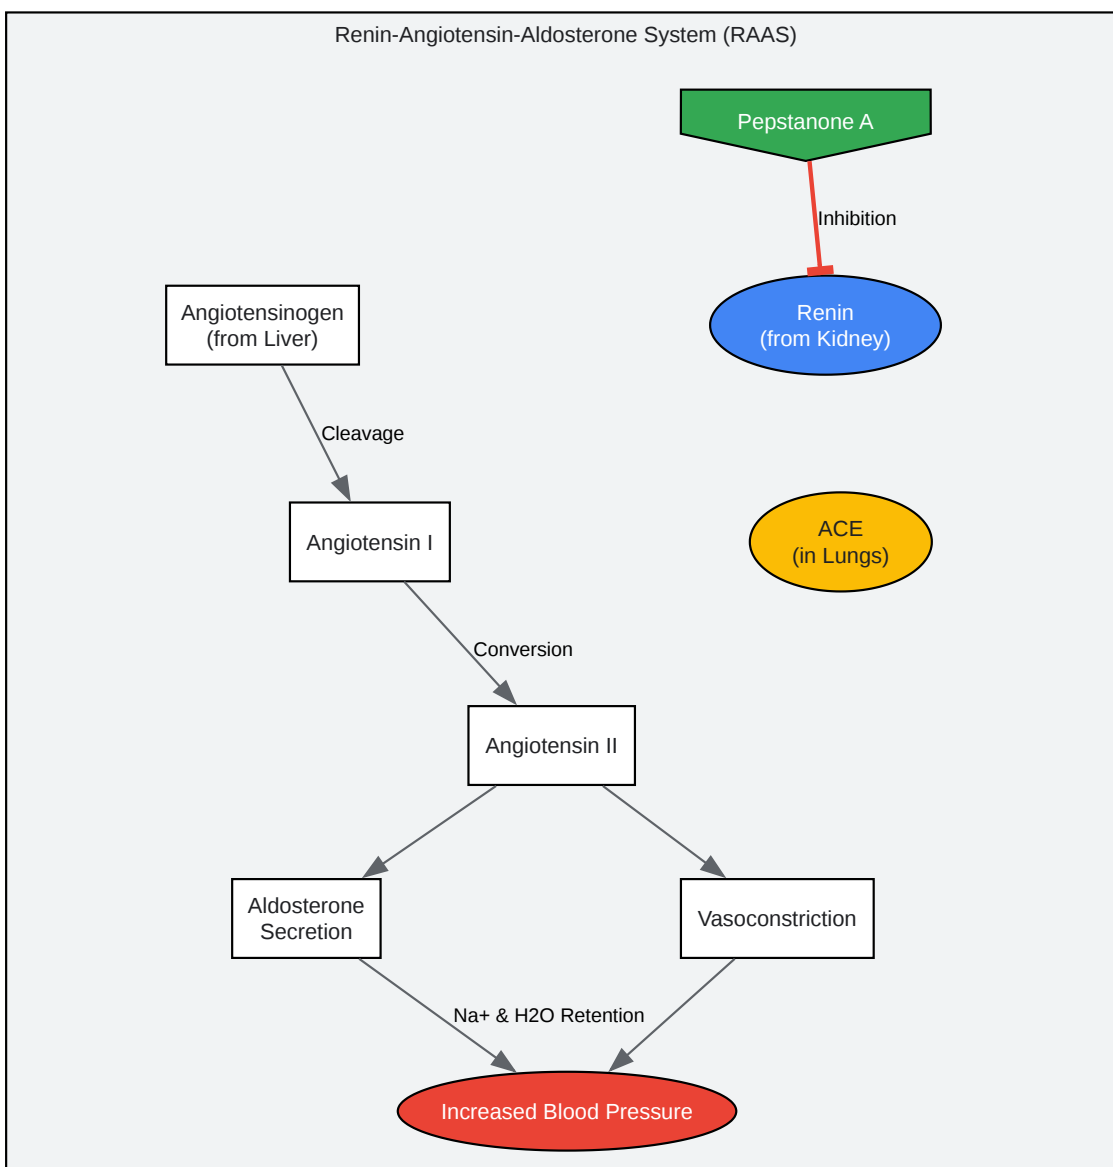 Renin-Angiotensin-Aldosterone System (RAAS)
Pepstanone A
Inhibition
Angiotensinogen
(from Liver)
Renin
(from Kidney)
Cleavage
Angiotensin I
ACE
(in Lungs)
Conversion
Angiotensin II
Aldosterone
Secretion
Vasoconstriction
Na+ & H2O Retention
Increased Blood Pressure